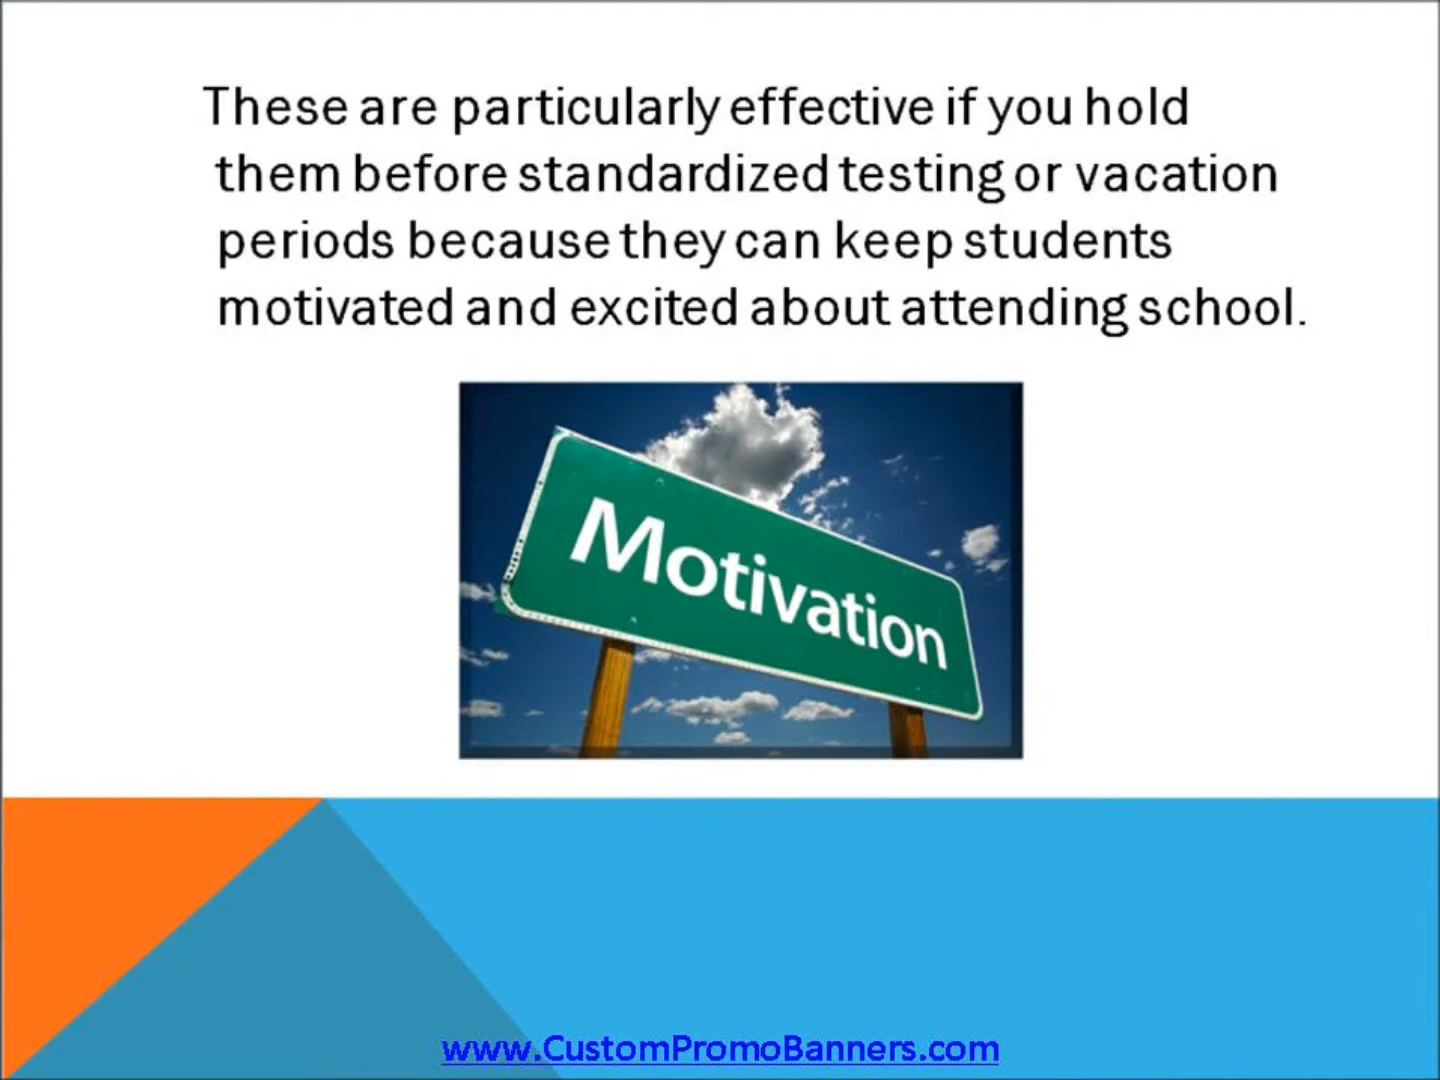 These are particularly effective if you hold
them before standardized testing or vacation
periods because they can keep students
motivated and excited about attending school.
Motivation
www.CustomPromoBanners.com